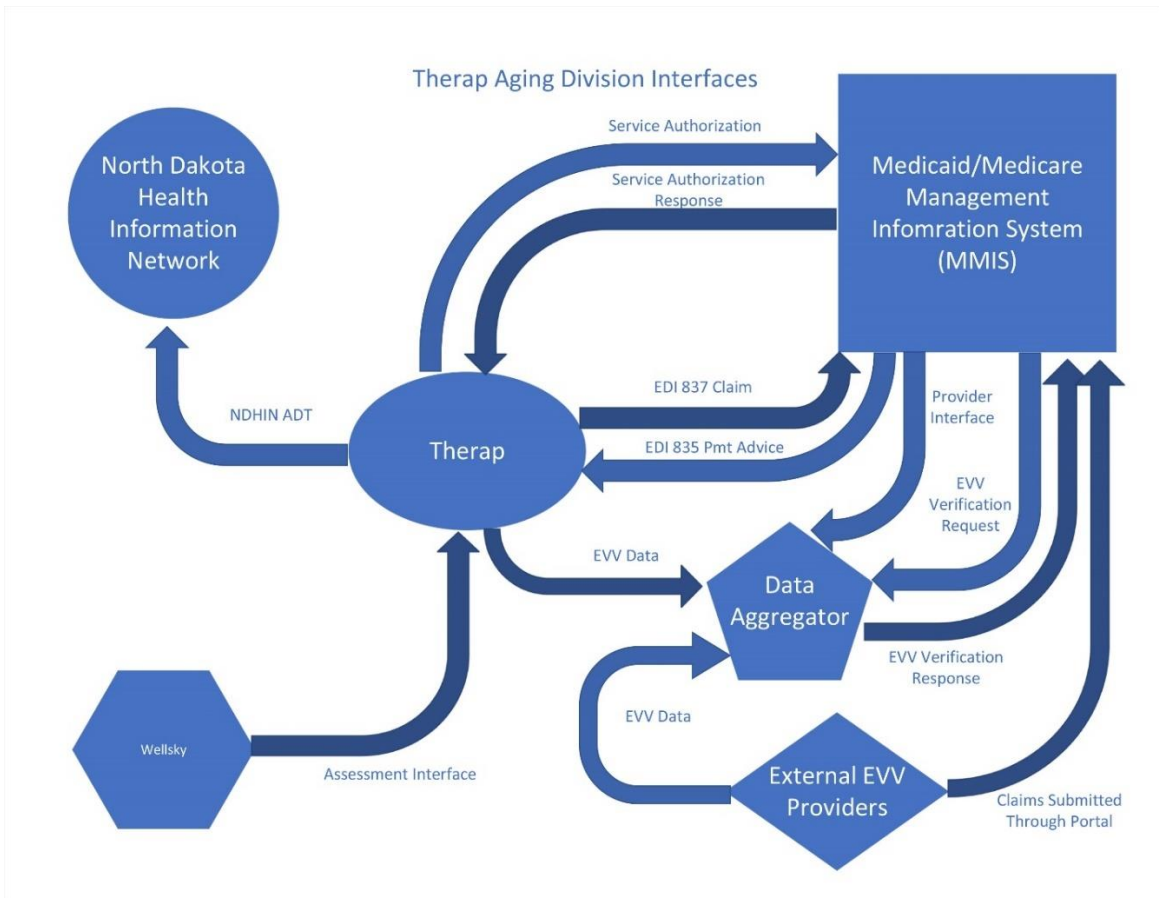 Therap Aging Division Interfaces
Service Authorization
North Dakota
Health
Information
Network
Service Authorization
Response
Medicaid/Medicare
Management
Infomration System
(MMIS)
EDI 837 Claim
Provider
Interface
NDHIN ADT
Therap
EDI 835 Pmt Advice
EVV
Verification
Request
EVV Data
Data
Aggregator
EVV Verification
Response
EVV Data
Wellsky
Assessment Interface
External EVV
Providers
Claims Submitted
Through Portal